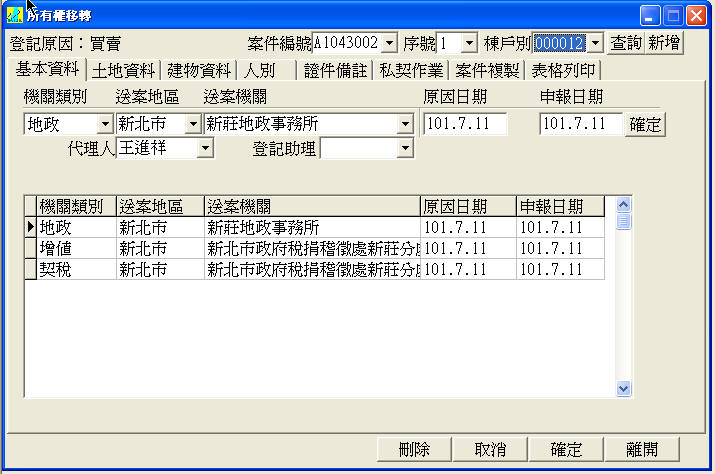 所有權移轉
登記原因：買賣 案件編號 A1043002 序號 1 棟戶別 000012 查詢 新增
基本資料 土地資料 建物資料 人別 證件備註 私契作業 案件複製 表格列印
機關類別 送案地區 送案機關 原因日期 申報日期
地政 新北市 新莊地政事務所 101.7.11 101.7.11 確定
代理人 王進祥 登記助理
機關類別 送案地區 送案機關 原因日期 申報日期
地政 新北市 新莊地政事務所 101.7.11 101.7.11
增值 新北市 新北市政府稅捐稽徵處新莊分 101.7.11 101.7.11
契稅 新北市 新北市政府稅捐稽徵處新莊分 101.7.11 101.7.11
刪除 取消 確定 離開